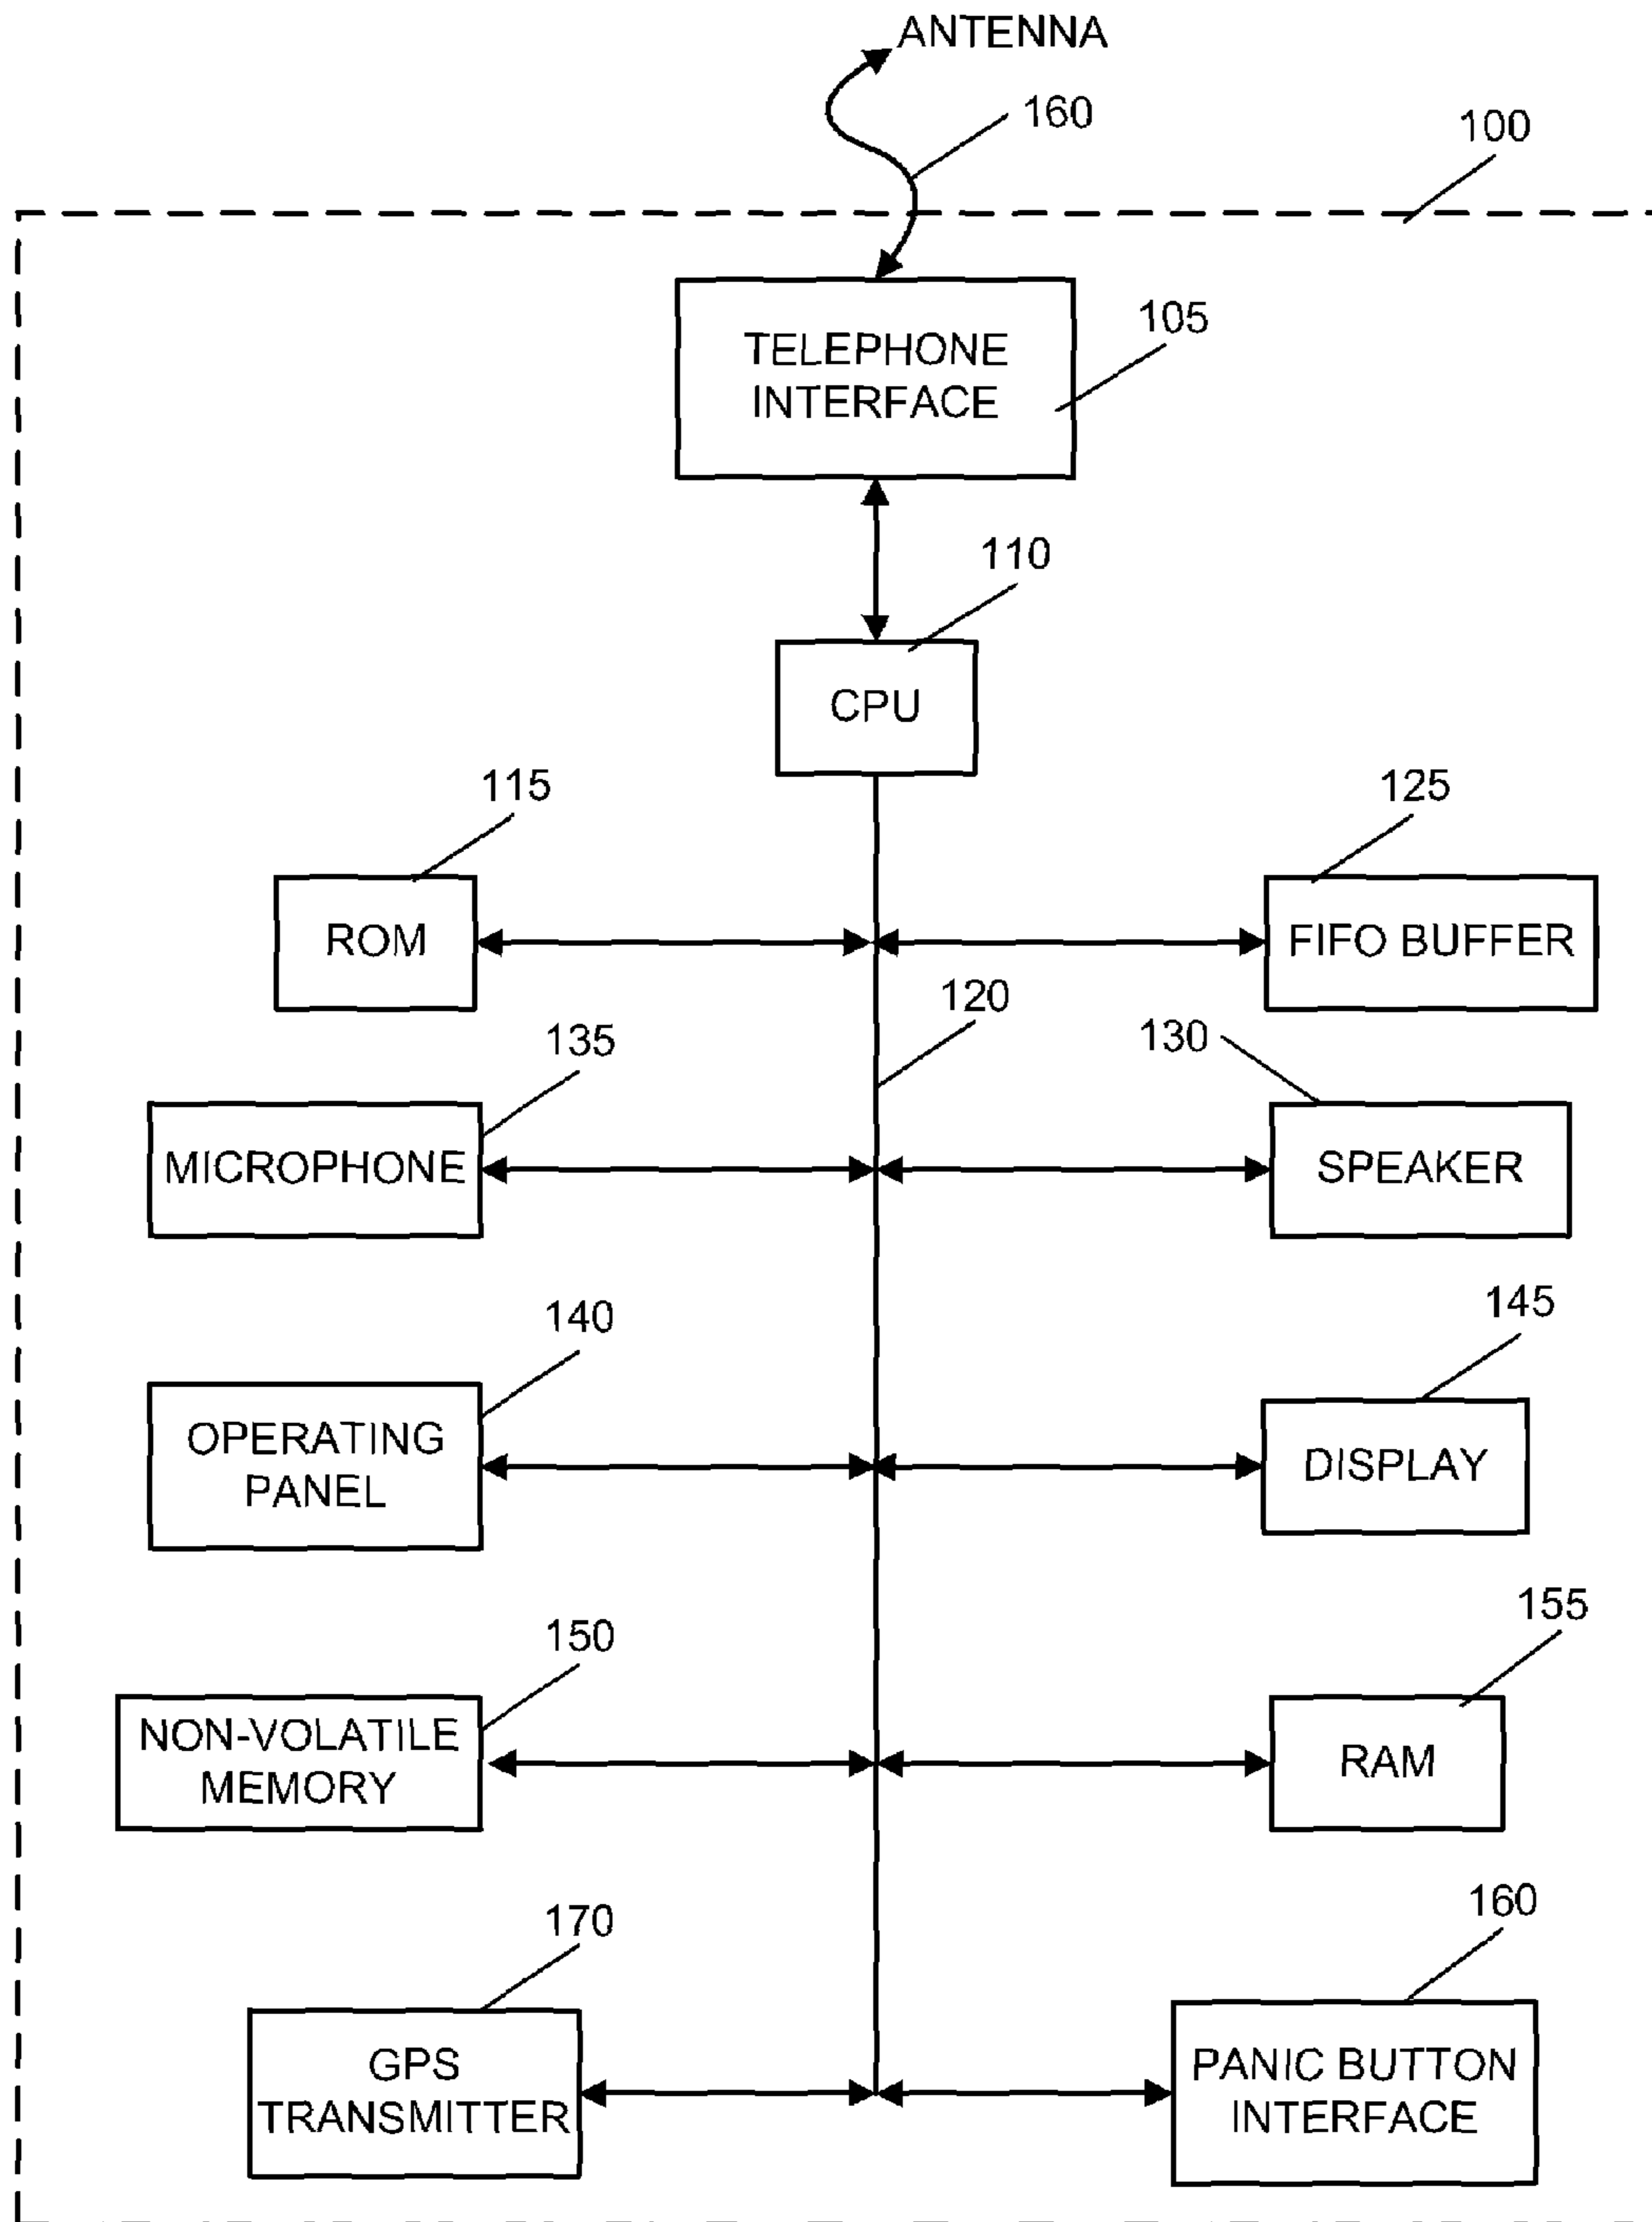 ANTENNA
160
100
TELEPHONE
INTERFACE
105
110
CPU
115
125
ROM
FIFO BUFFER
120
135
130
MICROPHONE
SPEAKER
140
145
OPERATING
PANEL
DISPLAY
150
155
NON-VOLATILE
MEMORY
RAM
170
160
GPS
TRANSMITTER
PANIC BUTTON
INTERFACE